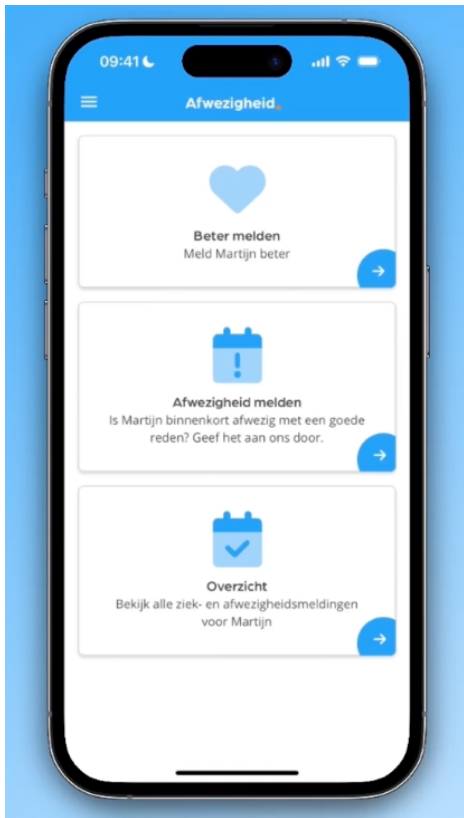 09:41
Afwezigheid.
Beter melden
Meld Martijn beter
Afwezigheid melden
Is Martijn binnenkort afwezig met een goede
reden? Geef het aan ons door.
Overzicht
Bekijk alle ziek- en afwezigheidsmeldingen
voor Martijn